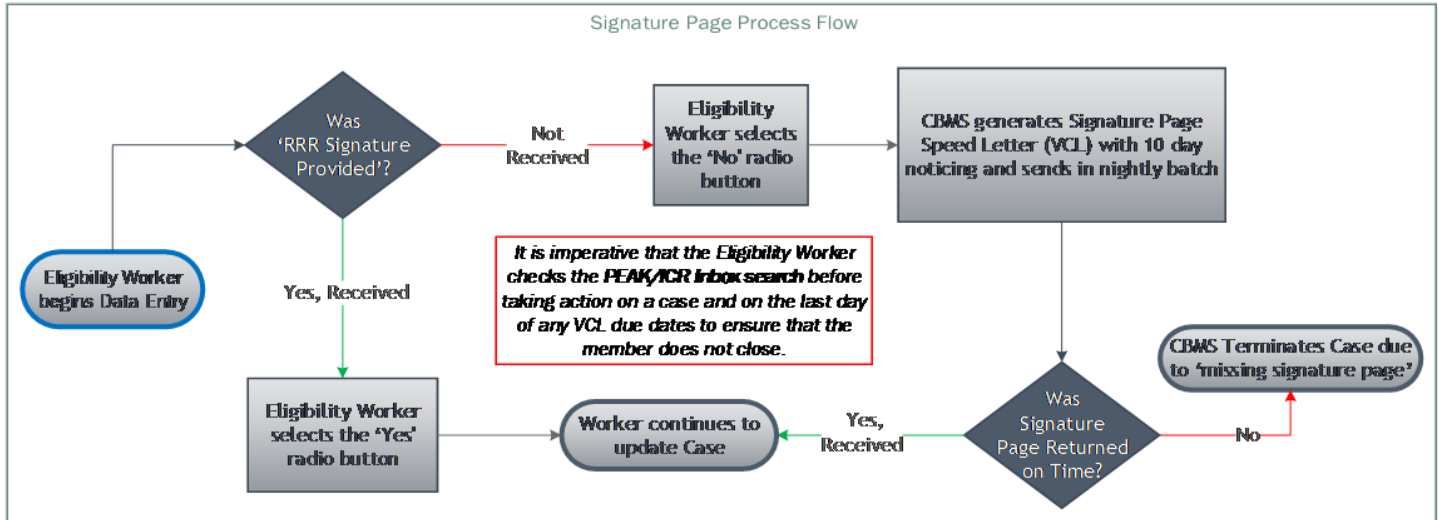 Signature Page Process Flow
Was
'RRR Signature
Provided'?
Not
Received
Eligibility
Worker selects
the 'No' radio
button
CBMS generates Signature Page
Speed Letter (VCL) with 10 day
noticing and sends in nightly batch
Eligibility Worker
begins Data Entry
Yes, Received
It is imperative that the Eligibility Worker
checks the PEAK/ICR Inbox search before
taking action on a case and on the last day
of any VCL due dates to ensure that the
member does not close.
Eligibility Worker
selects the 'Yes'
radio button
Worker continues to
update Case
Yes,
Received
Was
Signature
Page Returned
on Time?
No
CBMS Terminates Case due
to 'missing signature page'